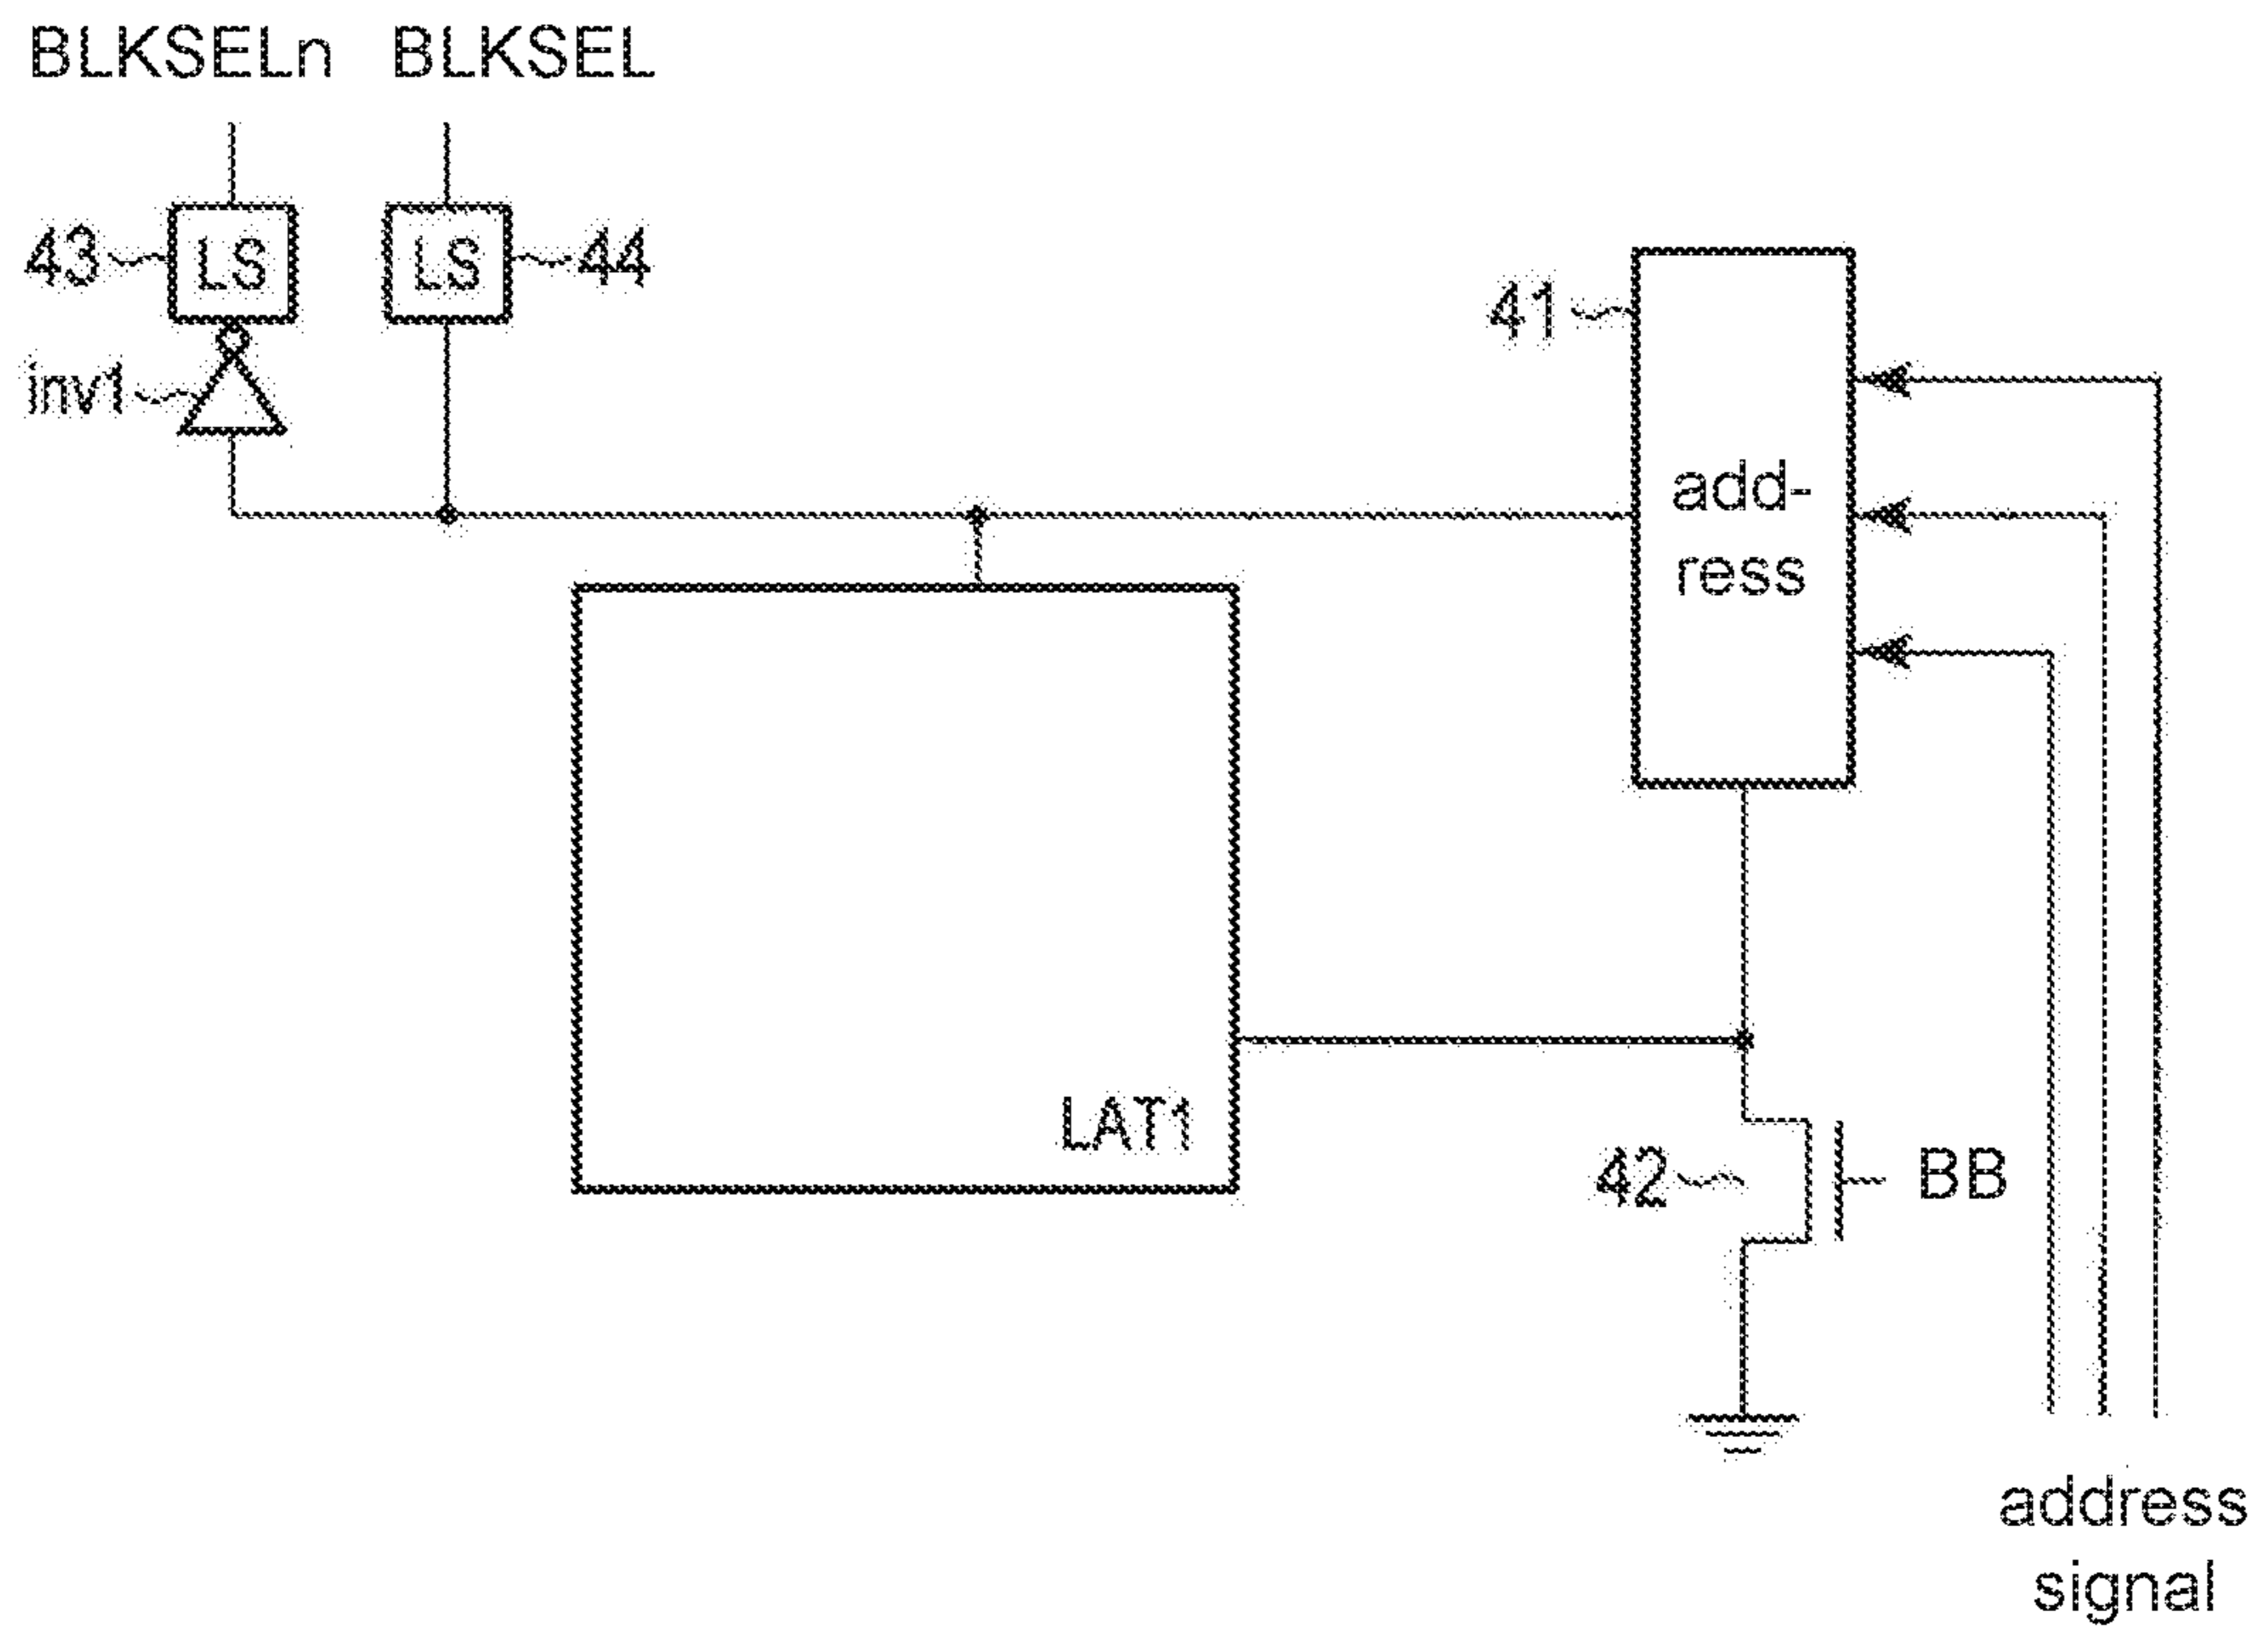 BLKSELn BLKSEL
43 LS LS 44
41
inv1
add-
ress
LAT1
42 BB
address
signal